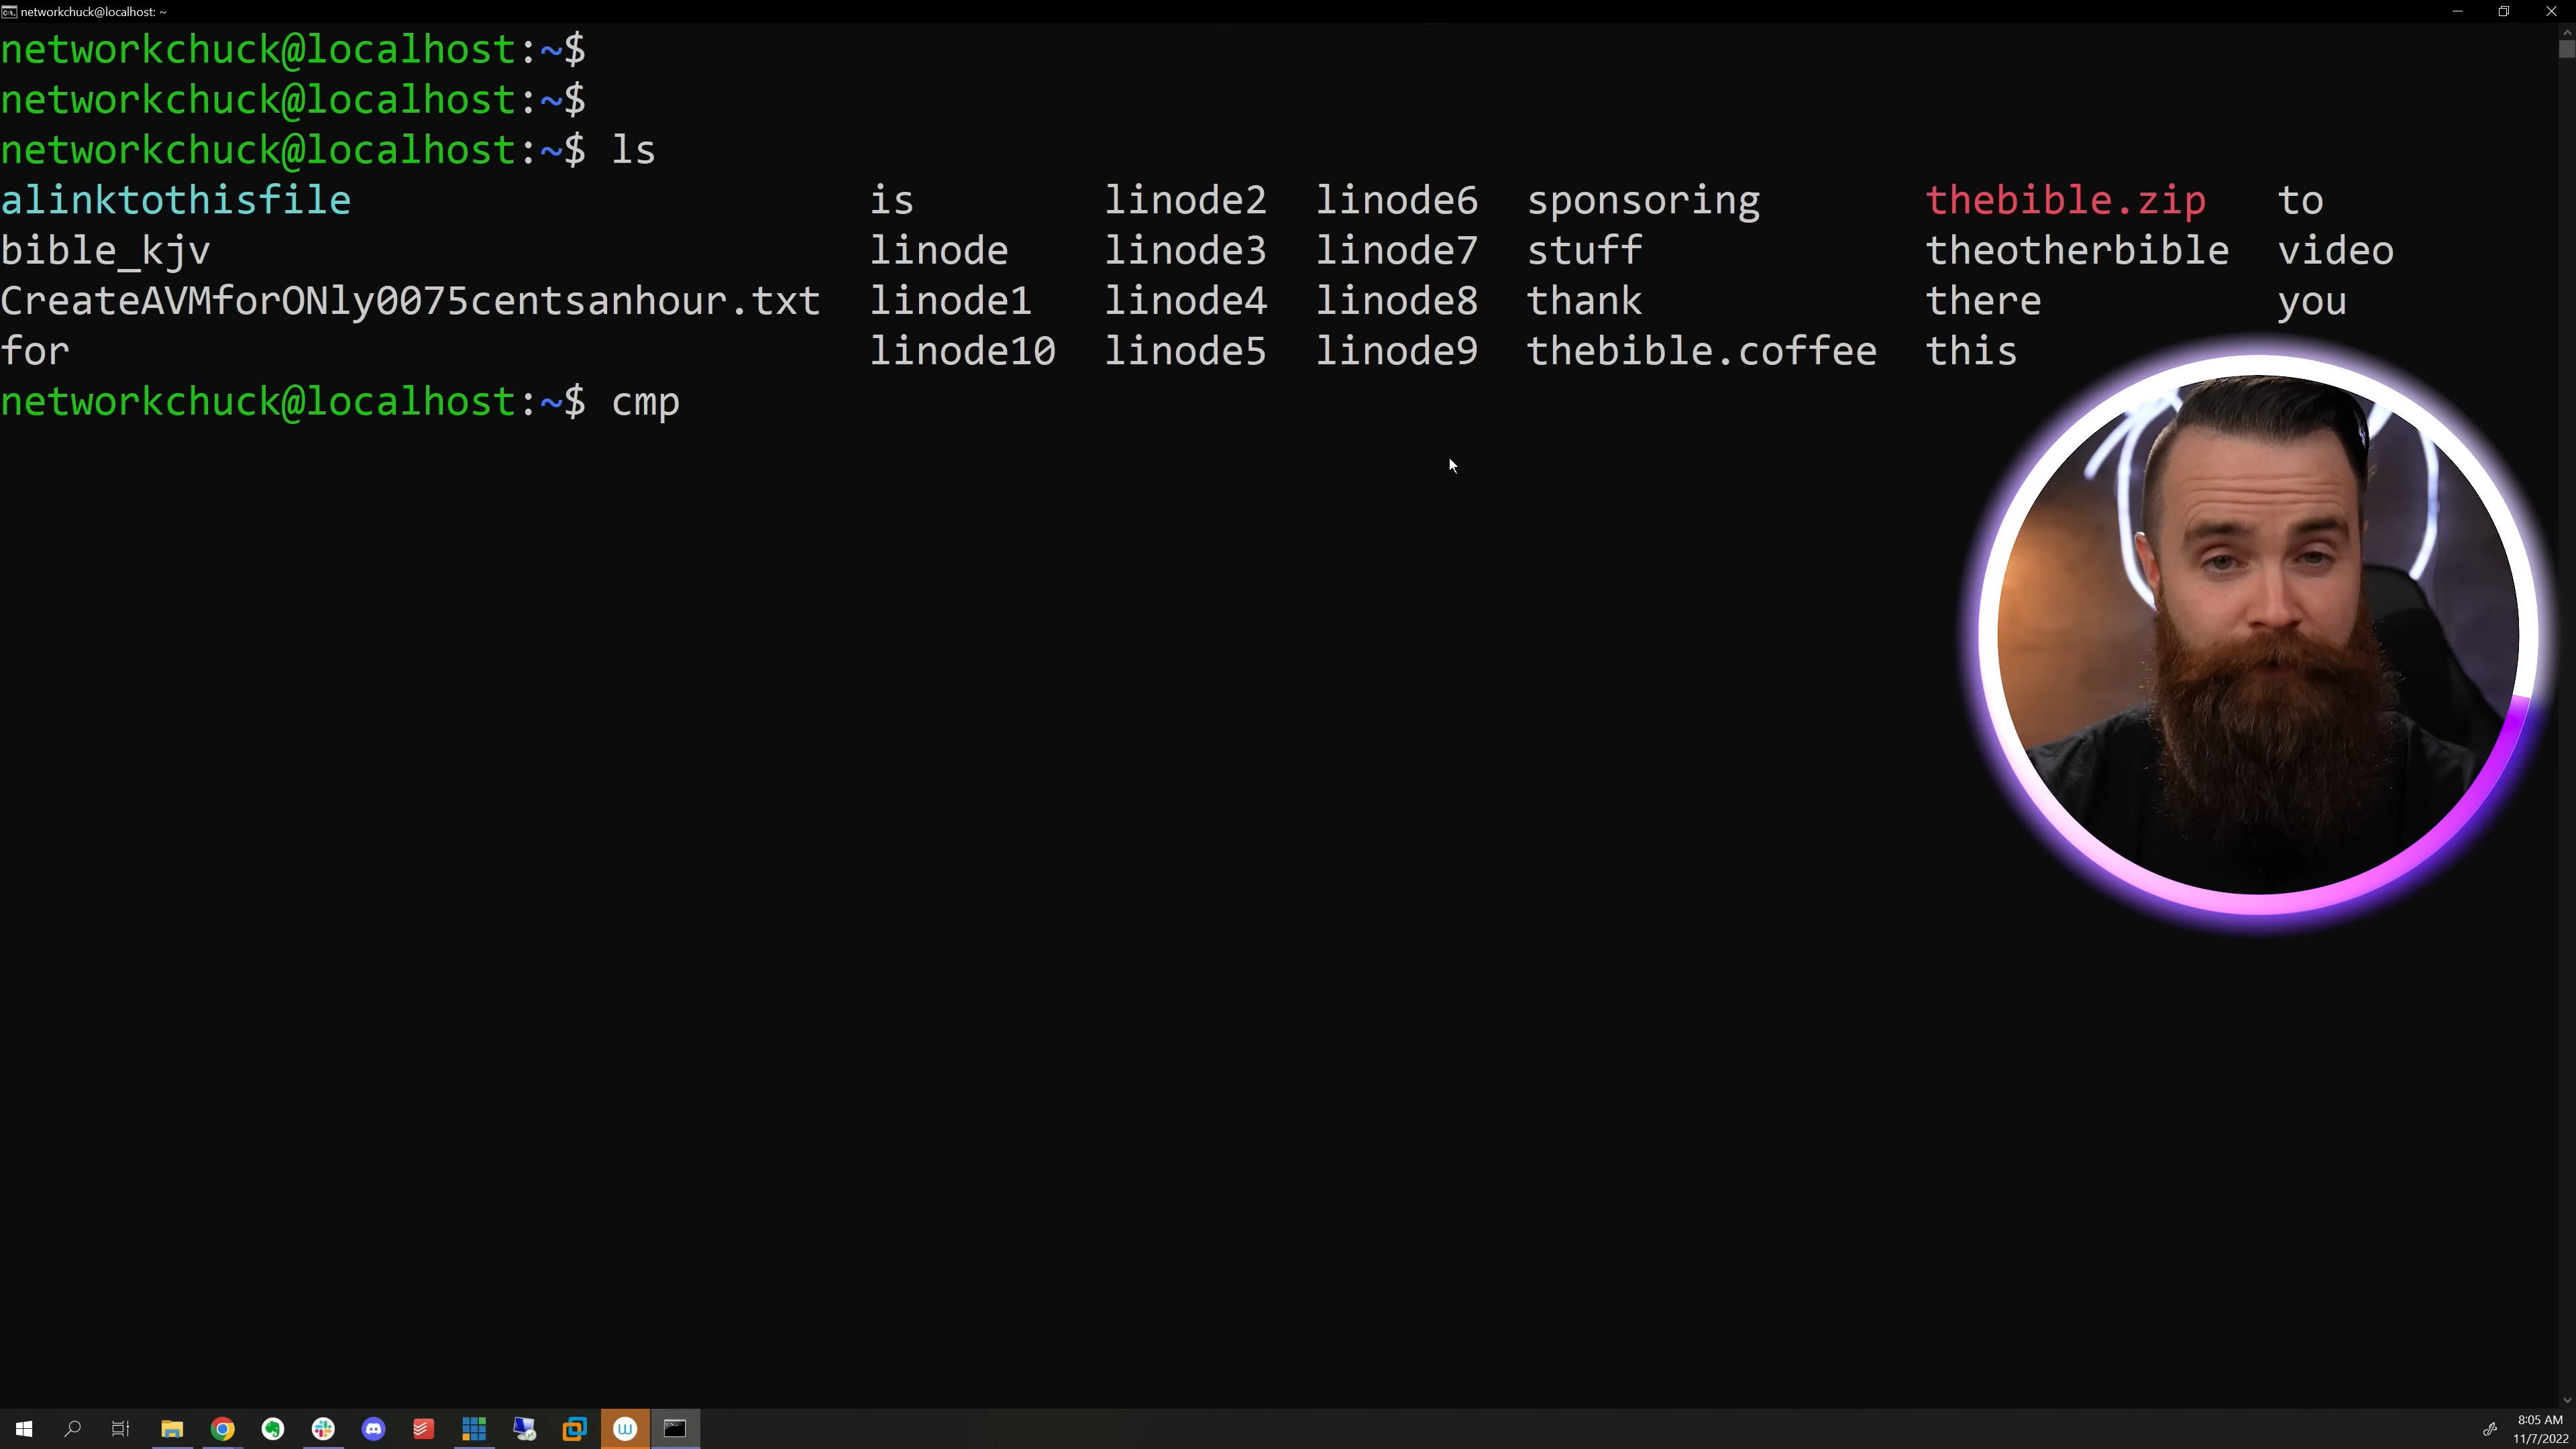 networkchuck@localhost: ~
networkchuck@localhost:~$
networkchuck@localhost:~$
networkchuck@localhost:~$ ls
alinktothisfile is linode2 linode6 sponsoring thebible.zip to
bible_kjv linode linode3 linode7 stuff theotherbible video
CreateAVMforONly0075centsanhour.txt linode1 linode4 linode8 thank there you
for linode10 linode5 linode9 thebible.coffee this
networkchuck@localhost:~$ cmp
8:05 AM
11/7/2022